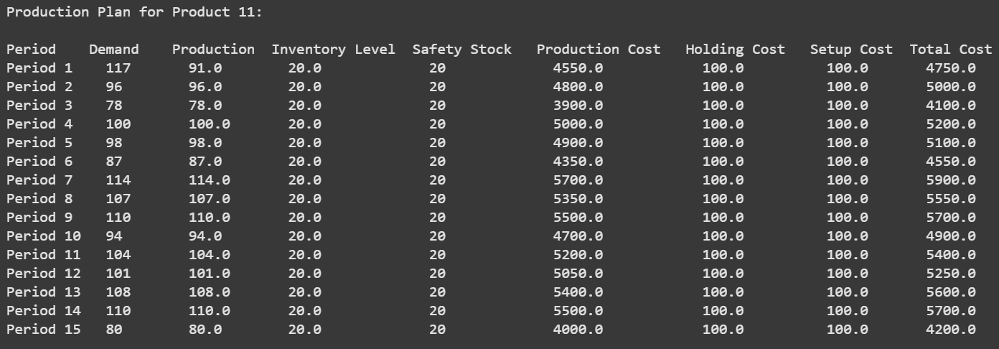 Production Plan for Product 11:
Period Demand Production Inventory Level Safety Stock Production Cost Holding Cost Setup Cost Total Cost
Period 1 117 91.0 20.0 20 4550.0 100.0 100.0 4750.0
Period 2 96 96.0 20.0 20 4800.0 100.0 100.0 5000.0
Period 3 78 78.0 20.0 20 3900.0 100.0 100.0 4100.0
Period 4 100 100.0 20.0 20 5000.0 100.0 100.0 5200.0
Period 5 98 98.0 20.0 20 4900.0 100.0 100.0 5100.0
Period 6 87 87.0 20.0 20 4350.0 100.0 100.0 4550.0
Period 7 114 114.0 20.0 20 5700.0 100.0 100.0 5900.0
Period 8 107 107.0 20.0 20 5350.0 100.0 100.0 5550.0
Period 9 110 110.0 20.0 20 5500.0 100.0 100.0 5700.0
Period 10 94 94.0 20.0 20 4700.0 100.0 100.0 4900.0
Period 11 104 104.0 20.0 20 5200.0 100.0 100.0 5400.0
Period 12 101 101.0 20.0 20 5050.0 100.0 100.0 5250.0
Period 13 108 108.0 20.0 20 5400.0 100.0 100.0 5600.0
Period 14 110 110.0 20.0 20 5500.0 100.0 100.0 5700.0
Period 15 80 80.0 20.0 20 4000.0 100.0 100.0 4200.0